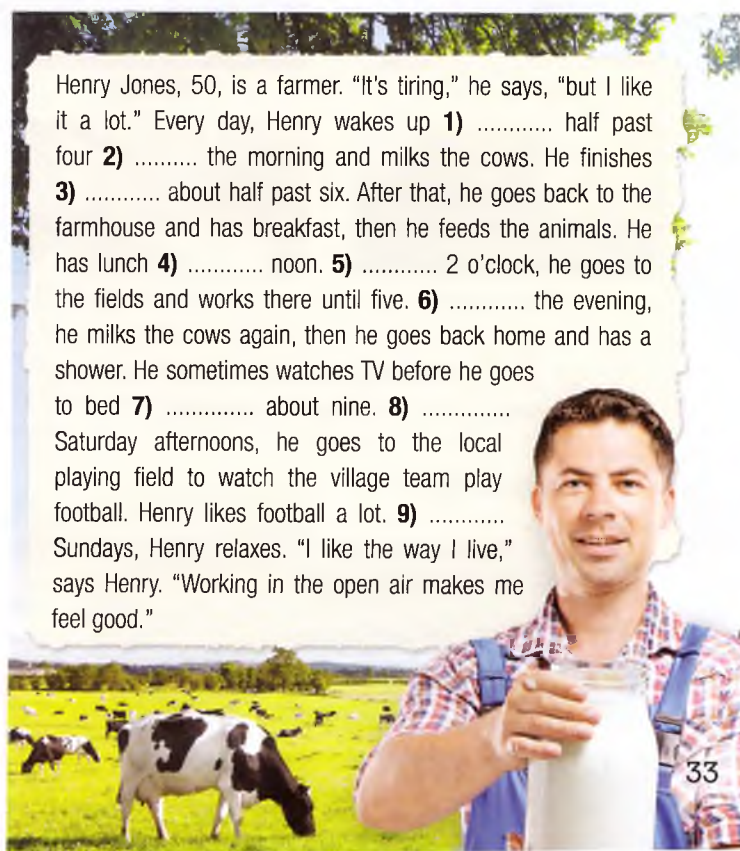 Henry Jones, 50, is a farmer. “It’s tiring,” he says, “but I like
it a lot.” Every day, Henry wakes up 1) ............ half past
four 2) .......... the morning and milks the cows. He finishes
3) ............ about half past six. After that, he goes back to the
farmhouse and has breakfast, then he feeds the animals. He
has lunch 4) ............ noon. 5) ............ 2 o’clock, he goes to
the fields and works there until five. 6) ............ the evening,
he milks the cows again, then he goes back home and has a
shower. He sometimes watches TV before he goes
to bed 7) .............. about nine. 8) ..............
Saturday afternoons, he goes to the local
playing field to watch the village team play
football. Henry likes football a lot. 9) ............
Sundays, Henry relaxes. “I like the way I live,”
says Henry. “Working in the open air makes me
feel good.”
33